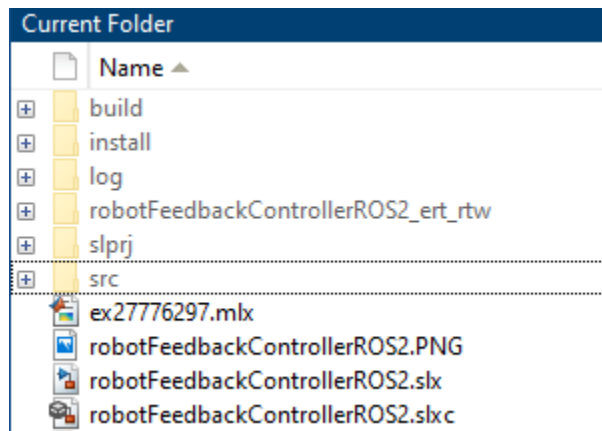 Current Folder
Name
build
install
log
robotFeedbackControllerROS2_ert_rtw
slprj
src
ex27776297.mlx
robotFeedbackControllerROS2.PNG
robotFeedbackControllerROS2.slx
robotFeedbackControllerROS2.slxc